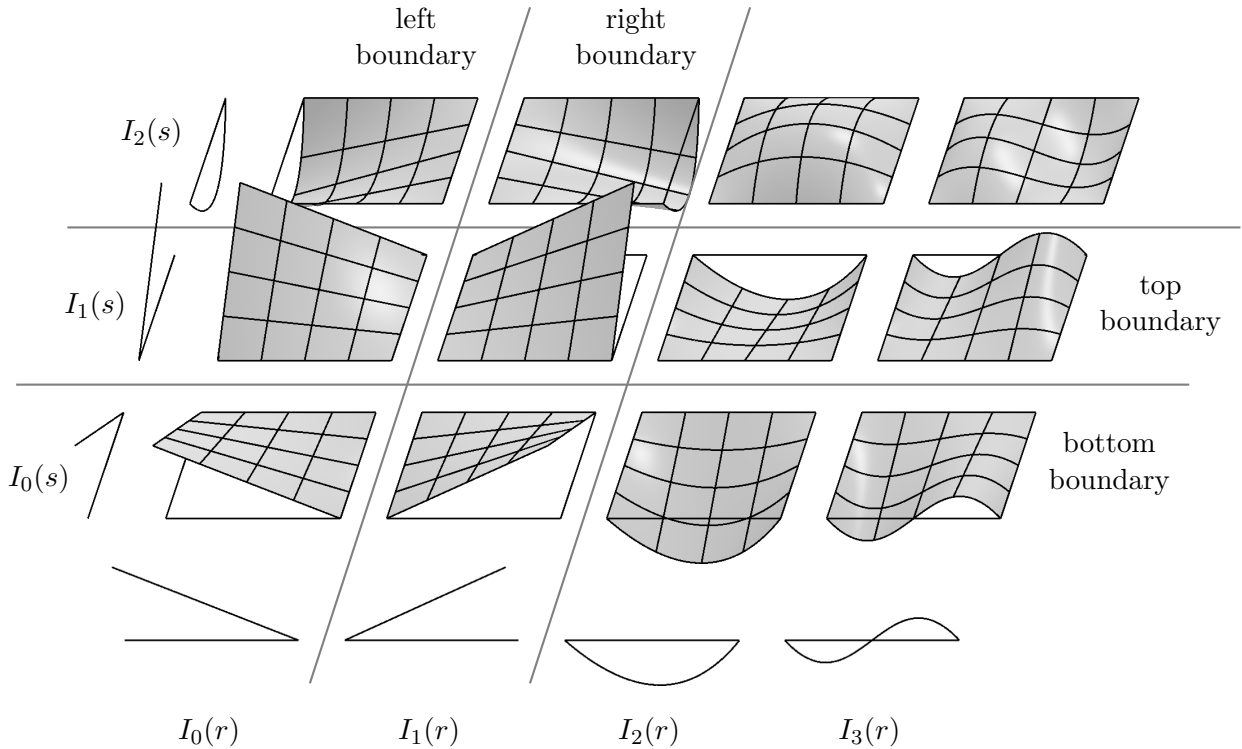 left
boundary
right
boundary
I₂(s)
I₁(s)
top
boundary
I₀(s)
bottom
boundary
I₀(r)
I₁(r)
I₂(r)
I₃(r)